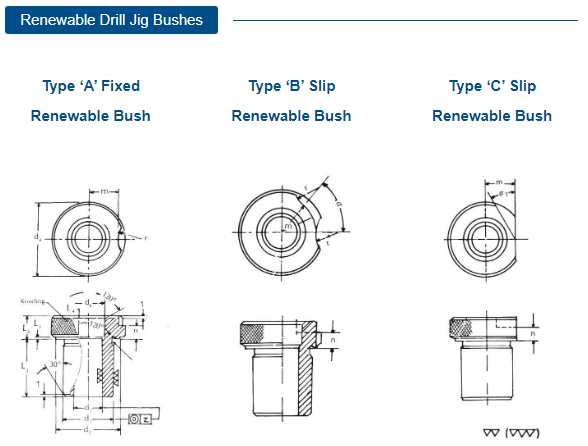 Renewable Drill Jig Bushes
Type ‘A’ Fixed
Renewable Bush
Type ‘B’ Slip
Renewable Bush
Type ‘C’ Slip
Renewable Bush
m
r
α
m
r
m
Knurling
120°
120°
n
30°
n
n